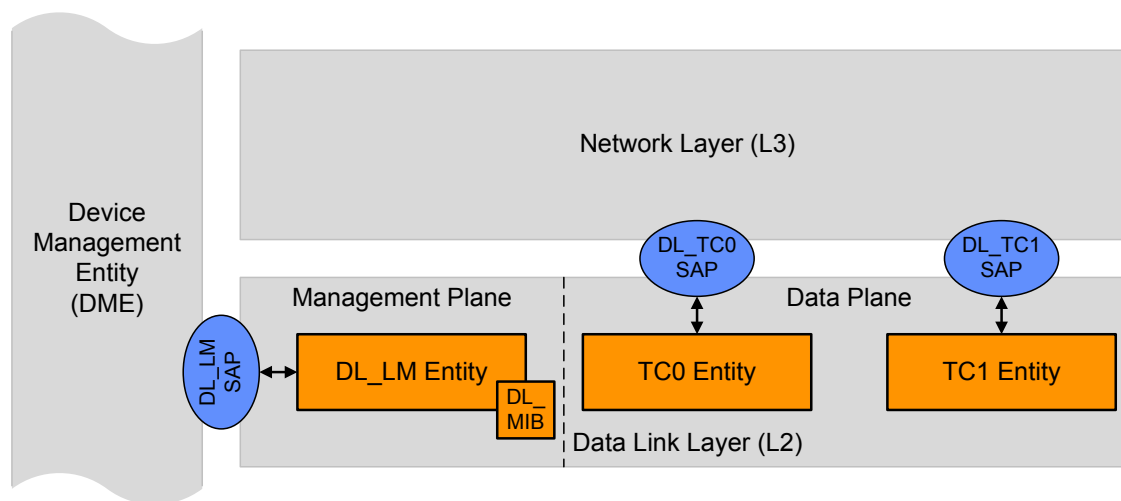 Network Layer (L3)
Device
Management
Entity
(DME)
DL_TC0
SAP
DL_TC1
SAP
Management Plane
Data Plane
DL_LM
SAP
DL_LM Entity
DL_
MIB
TC0 Entity
TC1 Entity
Data Link Layer (L2)